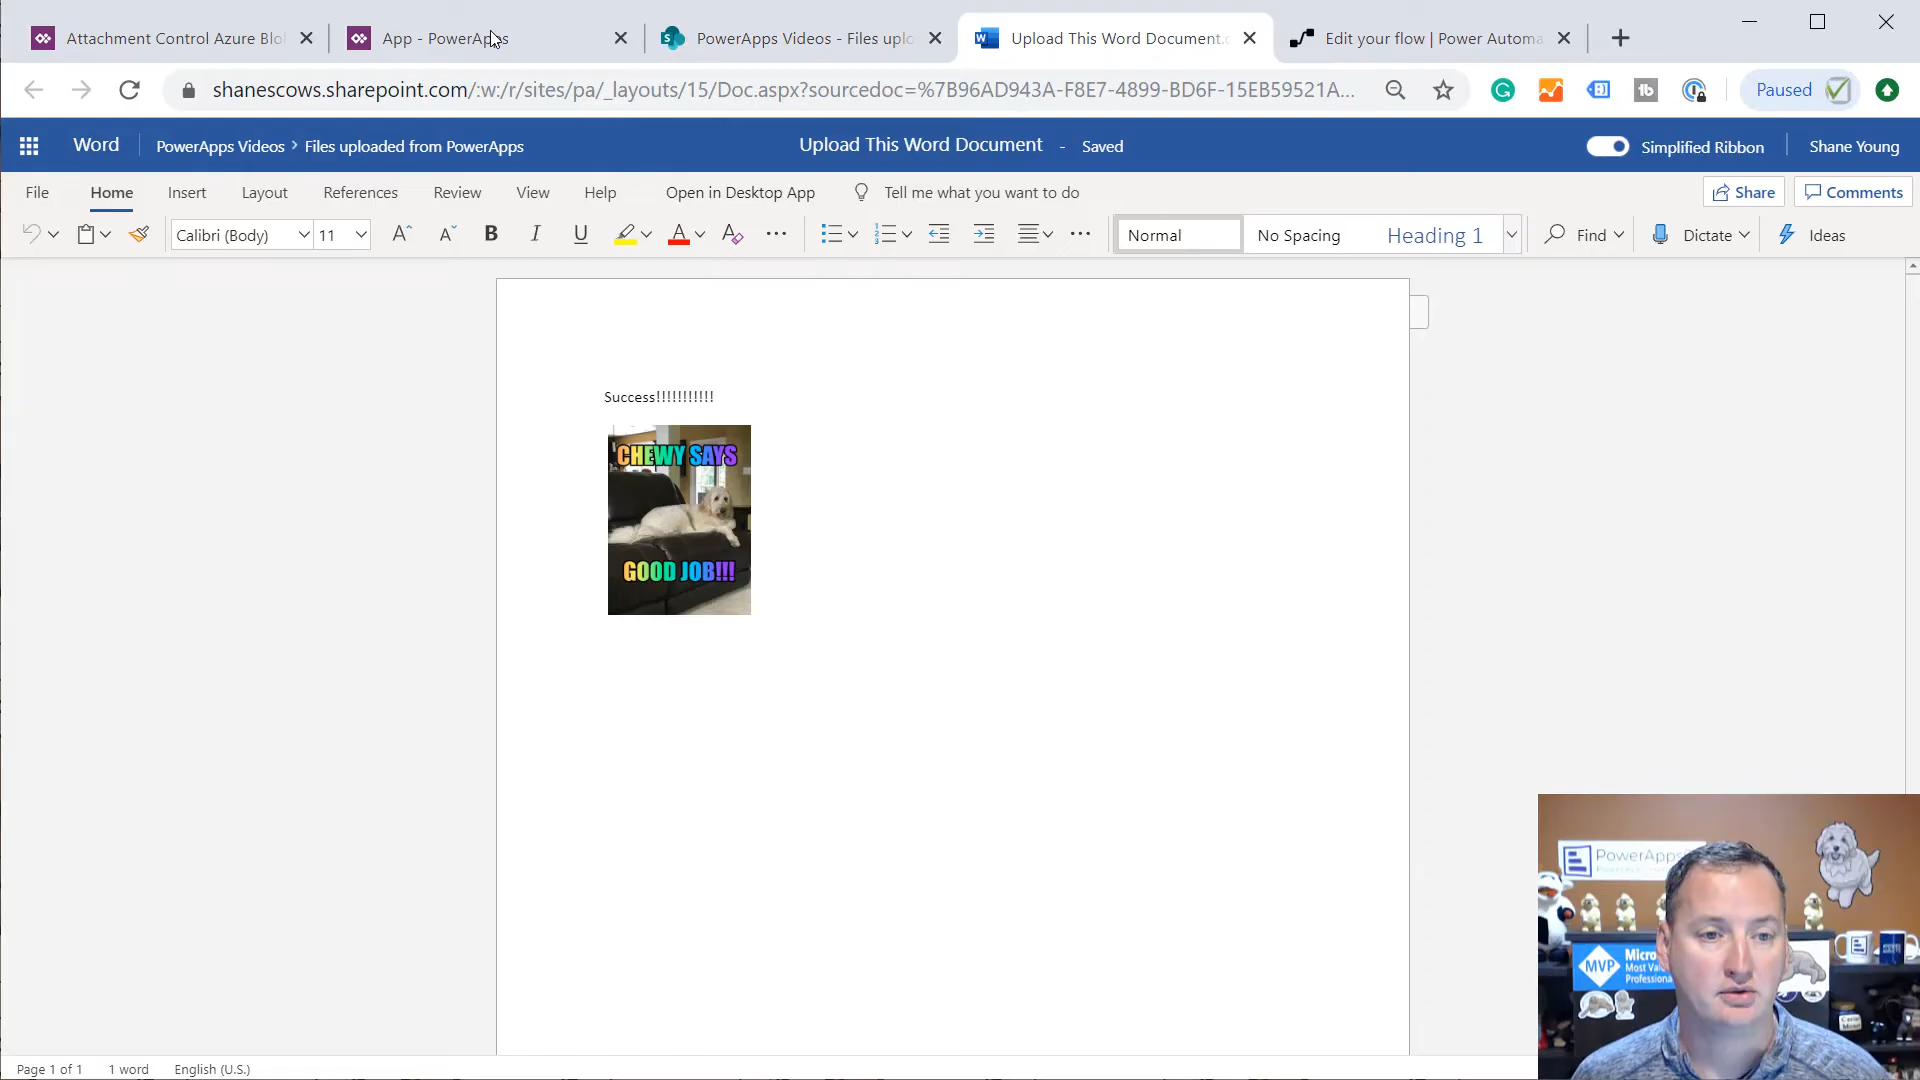 Attachment Control Azure Blo
App - PowerApps
PowerApps Videos - Files uplo
Upload This Word Document.
Edit your flow | Power Automa
shanescows.sharepoint.com/:w:/r/sites/pa/_layouts/15/Doc.aspx?sourcedoc=%7B96AD943A-F8E7-4899-BD6F-15EB59521A...
Paused
Word
PowerApps Videos > Files uploaded from PowerApps
Upload This Word Document - Saved
Simplified Ribbon
Shane Young
File Home Insert Layout References Review View Help Open in Desktop App Tell me what you want to do
Share
Comments
Calibri (Body) 11
B I U
Normal No Spacing Heading 1
Find Dictate Ideas
Success!!!!!!!!!!!
CHEWY SAYS
GOOD JOB!!!
PowerApps
MVP
Micro
Most Val
Professiona
Page 1 of 1 1 word English (U.S.)